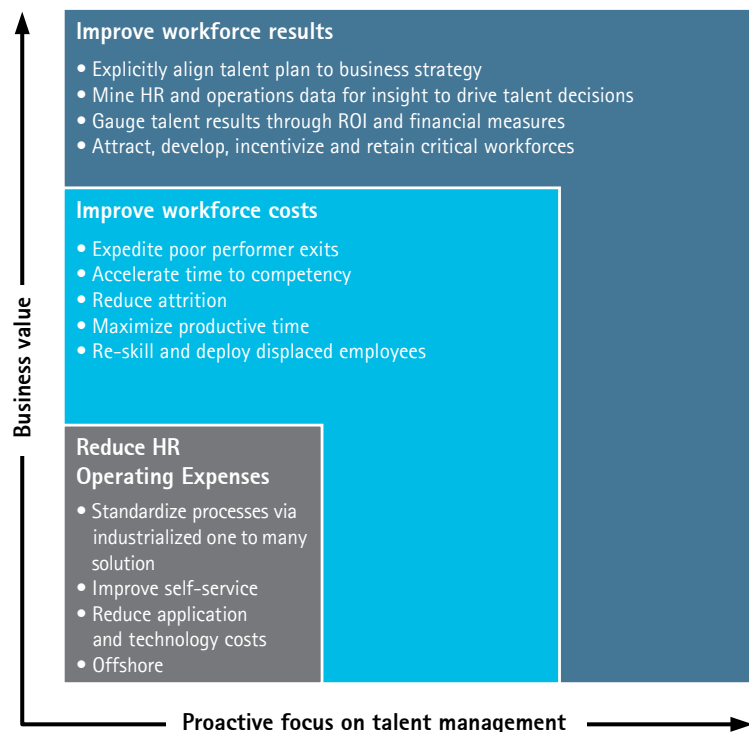 Improve workforce results
• Explicitly align talent plan to business strategy
• Mine HR and operations data for insight to drive talent decisions
• Gauge talent results through ROI and financial measures
• Attract, develop, incentivize and retain critical workforces
Improve workforce costs
• Expedite poor performer exits
• Accelerate time to competency
• Reduce attrition
• Maximize productive time
• Re-skill and deploy displaced employees
Reduce HR
Operating Expenses
• Standardize processes via
industrialized one to many
solution
• Improve self-service
• Reduce application
and technology costs
• Offshore
Business value
Proactive focus on talent management